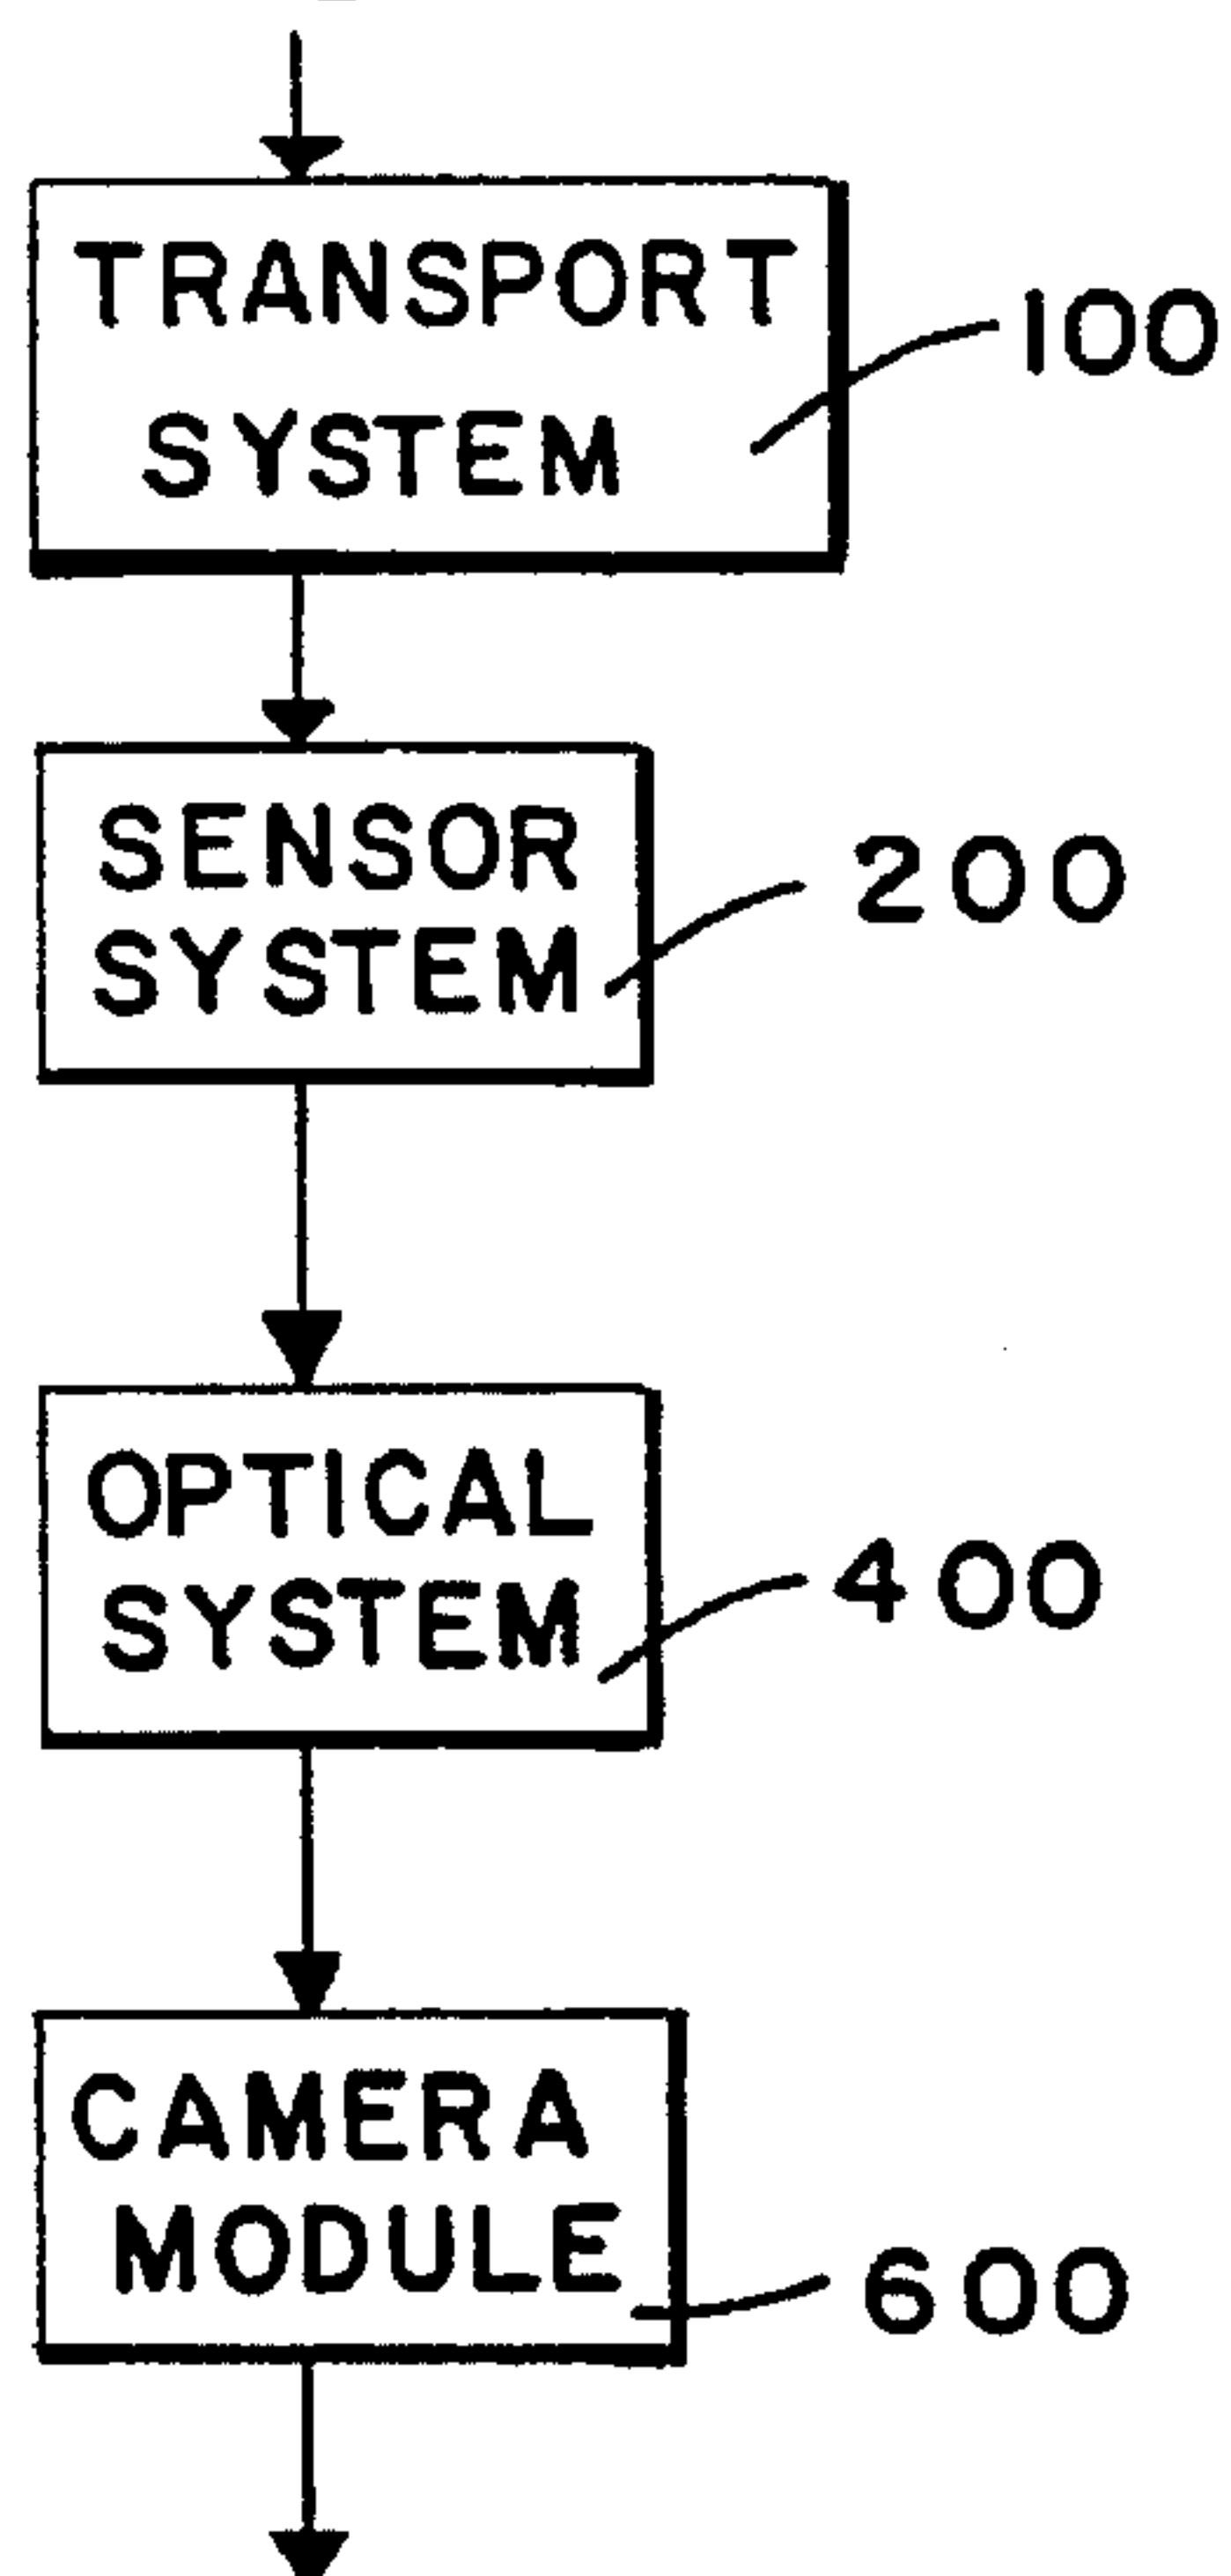 TRANSPORT
SYSTEM
100
SENSOR
SYSTEM
200
OPTICAL
SYSTEM
400
CAMERA
MODULE
600